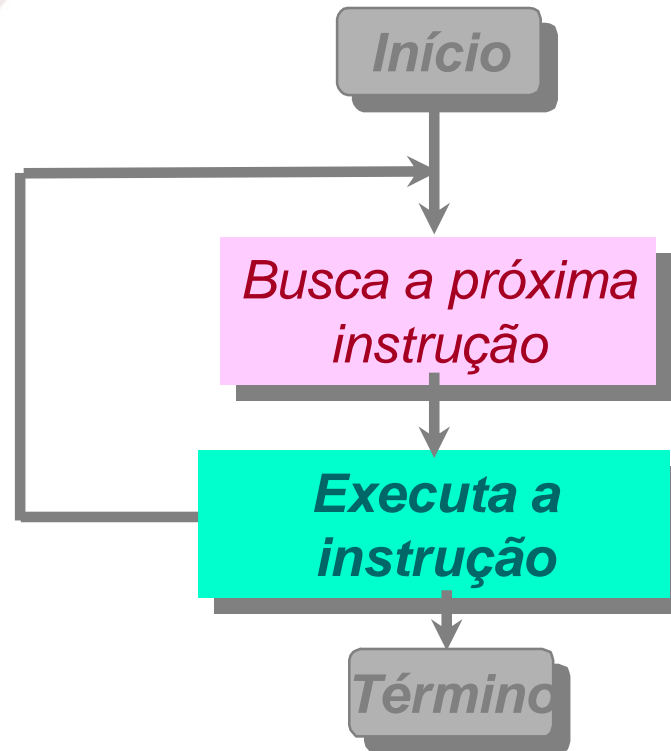 Início
Busca a próxima
instrução
Executa a
instrução
Término